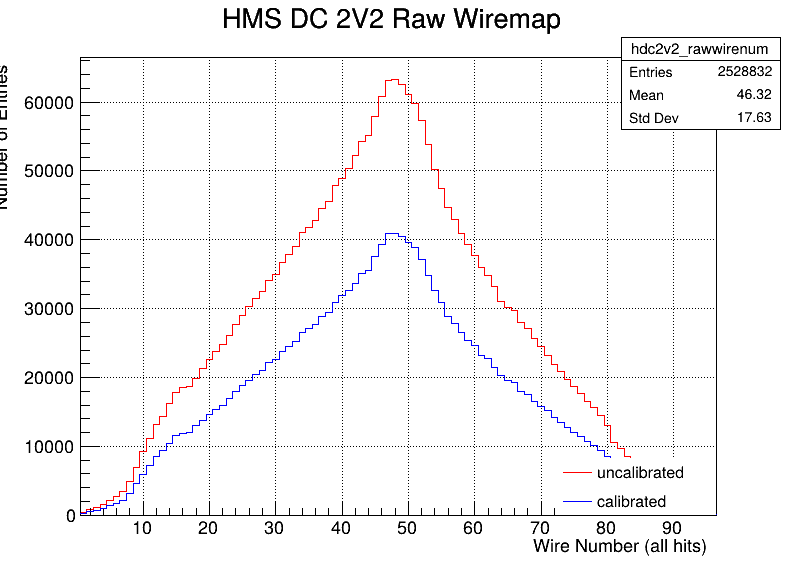 HMS DC 2V2 Raw Wiremap
hdc2v2_rawwirenum
Entries 2528832
Mean 46.32
Std Dev 17.63
Number of Entries
60000
50000
40000
30000
20000
10000
0
10 20 30 40 50 60 70 80 90
Wire Number (all hits)
uncalibrated
calibrated